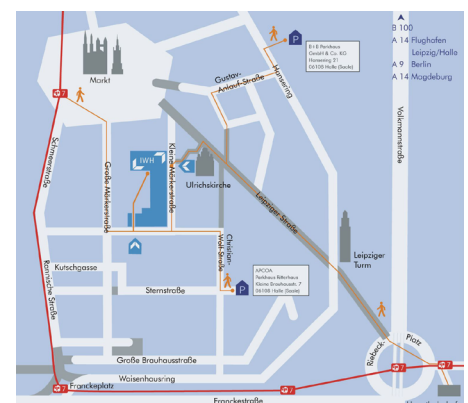 B 100
A 14 Flughafen
Leipzig/Halle
A 9 Berlin
A 14 Magdeburg
B+B Parkhaus
GmbH & Co. KG
Hansering 21
06108 Halle (Saale)
P
Markt
Gustav-
Anlauf-Straße
Hansering
Volkmannstraße
7
Schmeerstraße
Große Märkerstraße
Kleine Märkerstraße
IWH
Ulrichskirche
Leipziger Straße
Christian-
Wolf-Straße
Leipziger
Turm
Rannische Straße
Kutschgasse
Sternstraße
APCOA
Parkhaus Ritterhaus
Kleine Brauhausstr. 7
06108 Halle (Saale)
P
Große Brauhausstraße
Waisenhausring
Riebeck-
Platz
7
Franckeplatz
7
7
Franckestraße